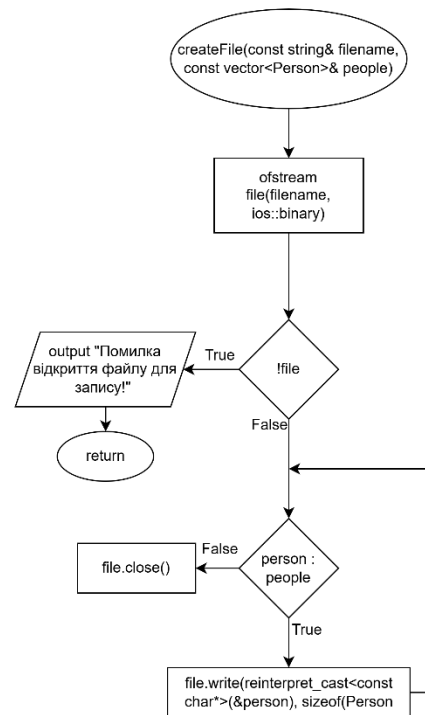 createFile(const string& filename,
const vector<Person>& people)
ofstream
file(filename,
ios::binary)
!file
True
output "Помилка
відкриття файлу для
запису!"
return
False
person :
people
False
file.close()
True
file.write(reinterpret_cast<const
char*>(&person), sizeof(Person